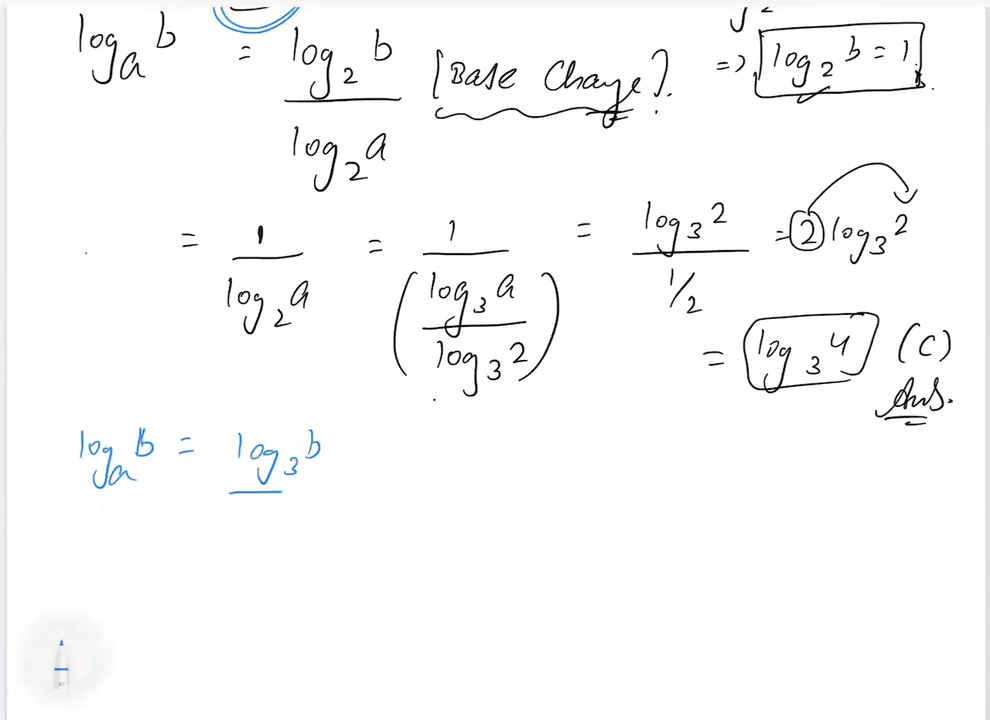 log_a b = log_2 b / log_2 a [Base Change]. => log_2 b = 1
= 1 / log_2 a = 1 / (log_3 a / log_3 2) = log_3 2 / 1/2 = 2 log_3 2
= log_3 4 (C)
Ans.
log_a b = log_3 b